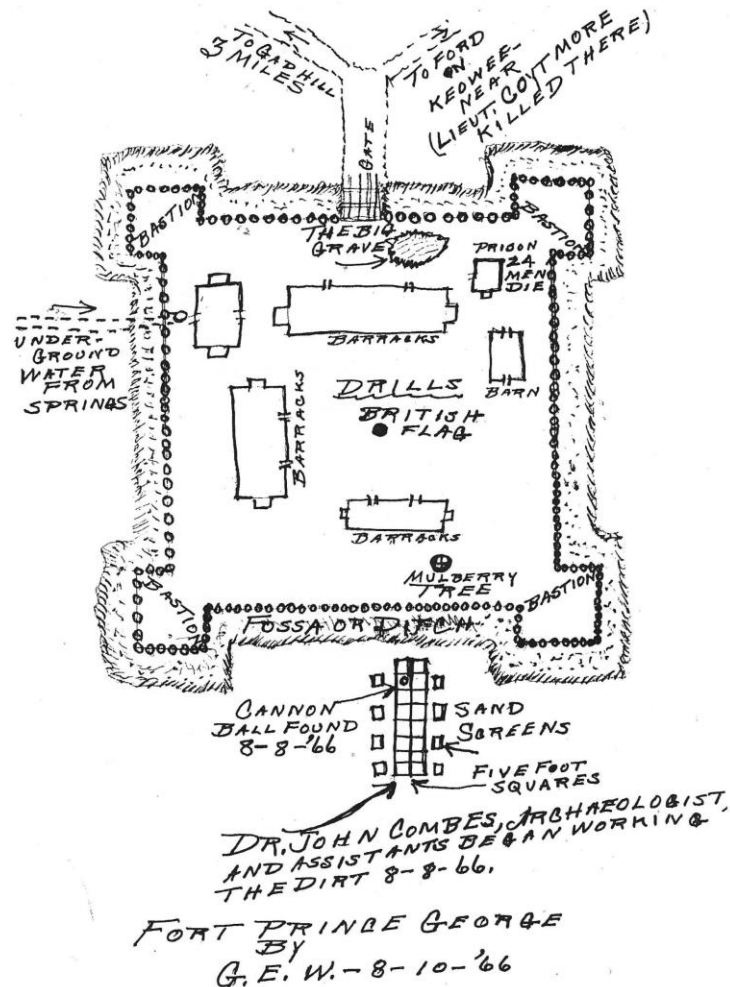 TO GAD HILL
3 MILES
TO FORD
ON
KEOWEE-
NEAR
(LIEUT. COYTMORE
KILLED THERE)
GATE
BASTION
BASTION
THE BIG
GRAVE
PRISON
24
MEN
DIE
BARRACKS
UNDER-
GROUND
WATER
FROM
SPRINGS
BARN
DRILLS
BRITISH
FLAG
BARRACKS
BARRACKS
MULBERRY
TREE
BASTION
BASTION
FOSSA OR DITCH
CANNON
BALL FOUND
8-8-'66
SAND
SCREENS
FIVE FOOT
SQUARES
DR. JOHN COMBES, ARCHAEOLOGIST,
AND ASSISTANTS BEGAN WORKING
THE DIRT 8-8-66.
FORT PRINCE GEORGE
BY
G. E. W. - 8-10-'66